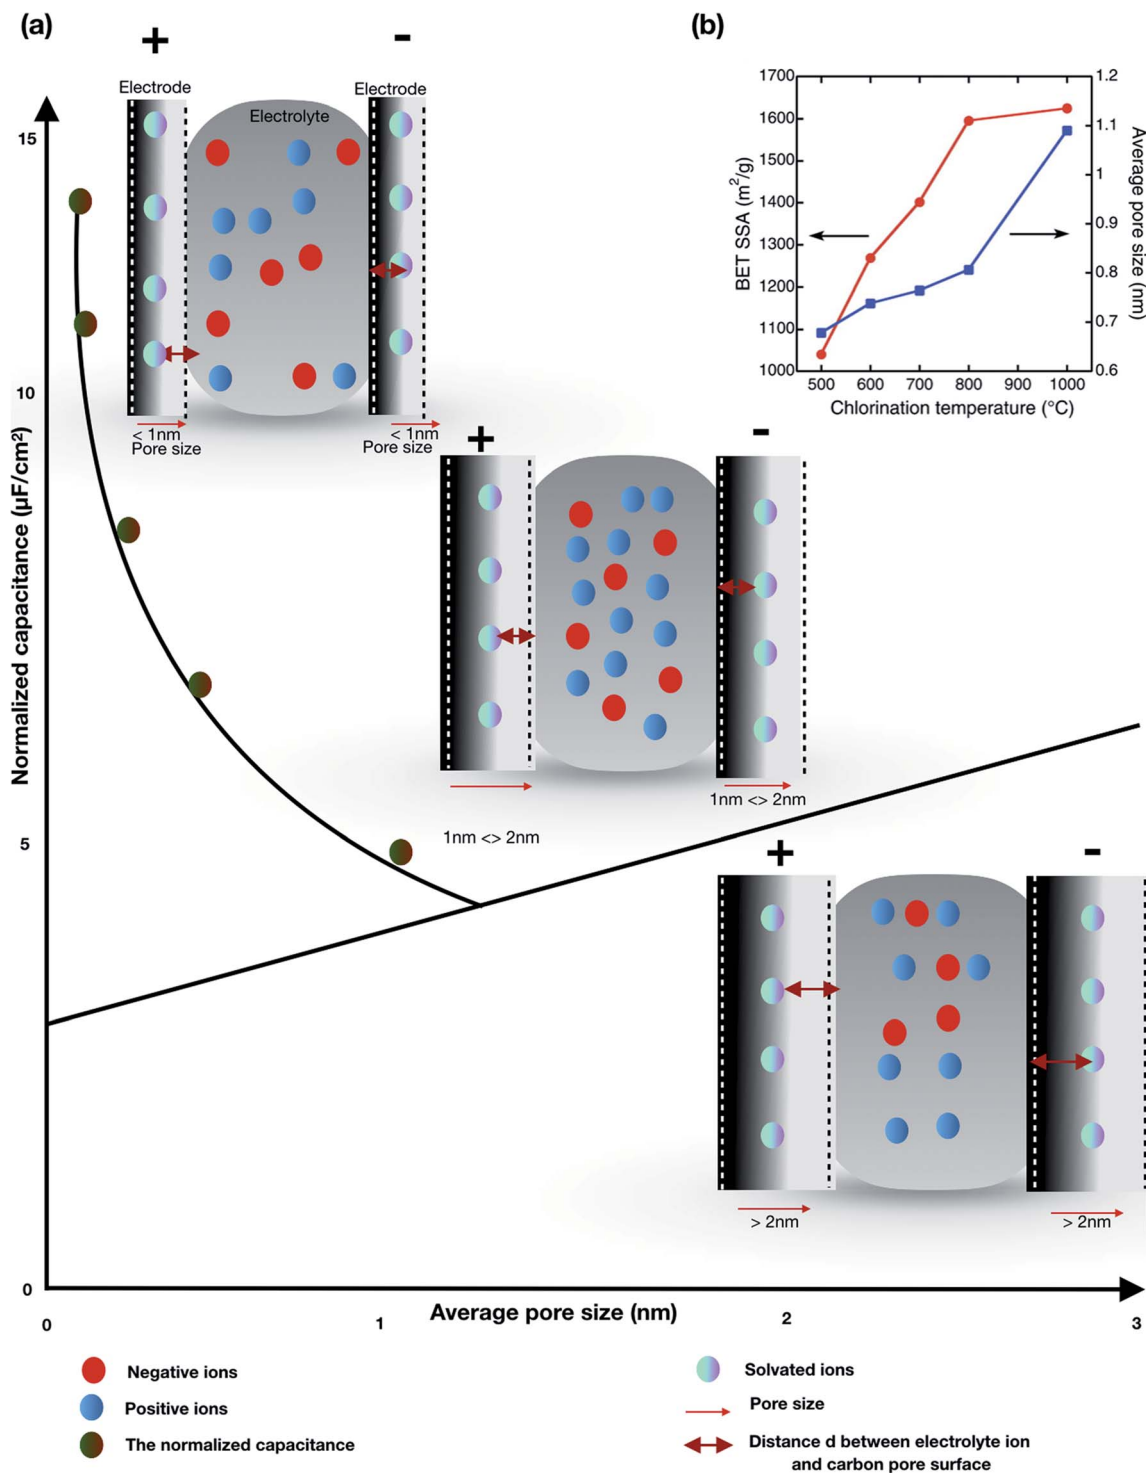 (a)
(b)
+
-
Electrode
Electrode
Electrolyte
15
10
5
0
Normalized capacitance (μF/cm²)
< 1nm
Pore size
< 1nm
Pore size
1700
1600
1500
1400
1300
1200
1100
1000
BET SSA (m²/g)
1.2
1.1
1
0.9
0.8
0.7
0.6
Average pore size (nm)
500 600 700 800 900 1000
Chlorination temperature (°C)
+
-
1nm <> 2nm
1nm <> 2nm
+
-
> 2nm
> 2nm
0 1 2 3
Average pore size (nm)
Negative ions
Positive ions
The normalized capacitance
Solvated ions
Pore size
Distance d between electrolyte ion
and carbon pore surface